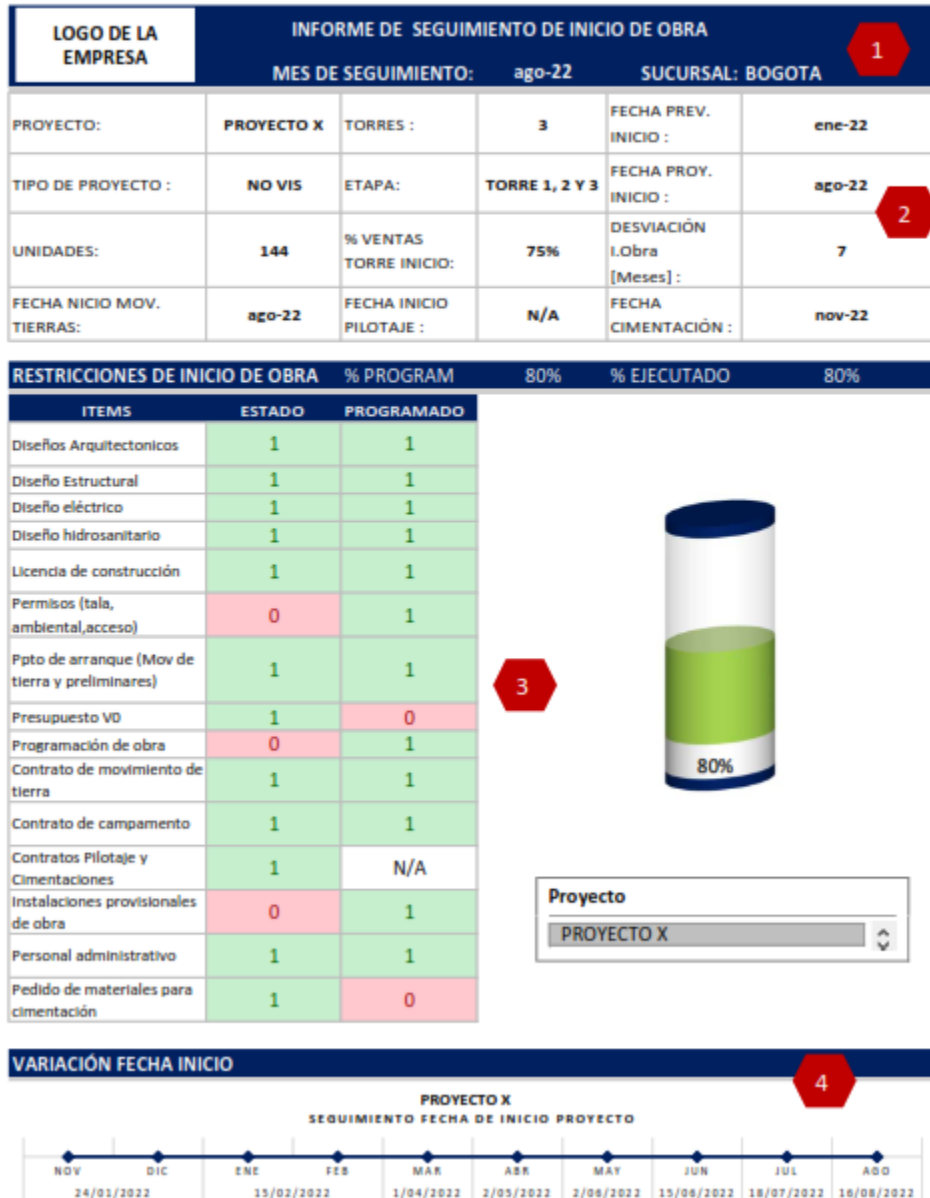 LOGO DE LA
EMPRESA
INFORME DE SEGUIMIENTO DE INICIO DE OBRA
MES DE SEGUIMIENTO: ago-22 SUCURSAL: BOGOTA
1
PROYECTO: PROYECTO X TORRES : 3 FECHA PREV. INICIO : ene-22
TIPO DE PROYECTO : NO VIS ETAPA: TORRE 1, 2 Y 3 FECHA PROY. INICIO : ago-22
2
UNIDADES: 144 % VENTAS TORRE INICIO: 75% DESVIACIÓN I.Obra [Meses] : 7
FECHA NICIO MOV. TIERRAS: ago-22 FECHA INICIO PILOTAJE : N/A FECHA CIMENTACIÓN : nov-22
RESTRICCIONES DE INICIO DE OBRA % PROGRAM 80% % EJECUTADO 80%
ITEMS ESTADO PROGRAMADO
Diseños Arquitectonicos 1 1
Diseño Estructural 1 1
Diseño eléctrico 1 1
Diseño hidrosanitario 1 1
Licencia de construcción 1 1
Permisos (tala, ambiental,acceso) 0 1
Ppto de arranque (Mov de tierra y preliminares) 1 1
3
Presupuesto V0 1 0
Programación de obra 0 1
Contrato de movimiento de tierra 1 1
80%
Contrato de campamento 1 1
Contratos Pilotaje y Cimentaciones 1 N/A
Instalaciones provisionales de obra 0 1
Personal administrativo 1 1
Pedido de materiales para cimentación 1 0
Proyecto
PROYECTO X
VARIACIÓN FECHA INICIO
4
PROYECTO X
SEGUIMIENTO FECHA DE INICIO PROYECTO
NOV DIC ENE FEB MAR ABR MAY JUN JUL AGO
24/01/2022 15/02/2022 1/04/2022 2/05/2022 2/06/2022 15/06/2022 18/07/2022 16/08/2022